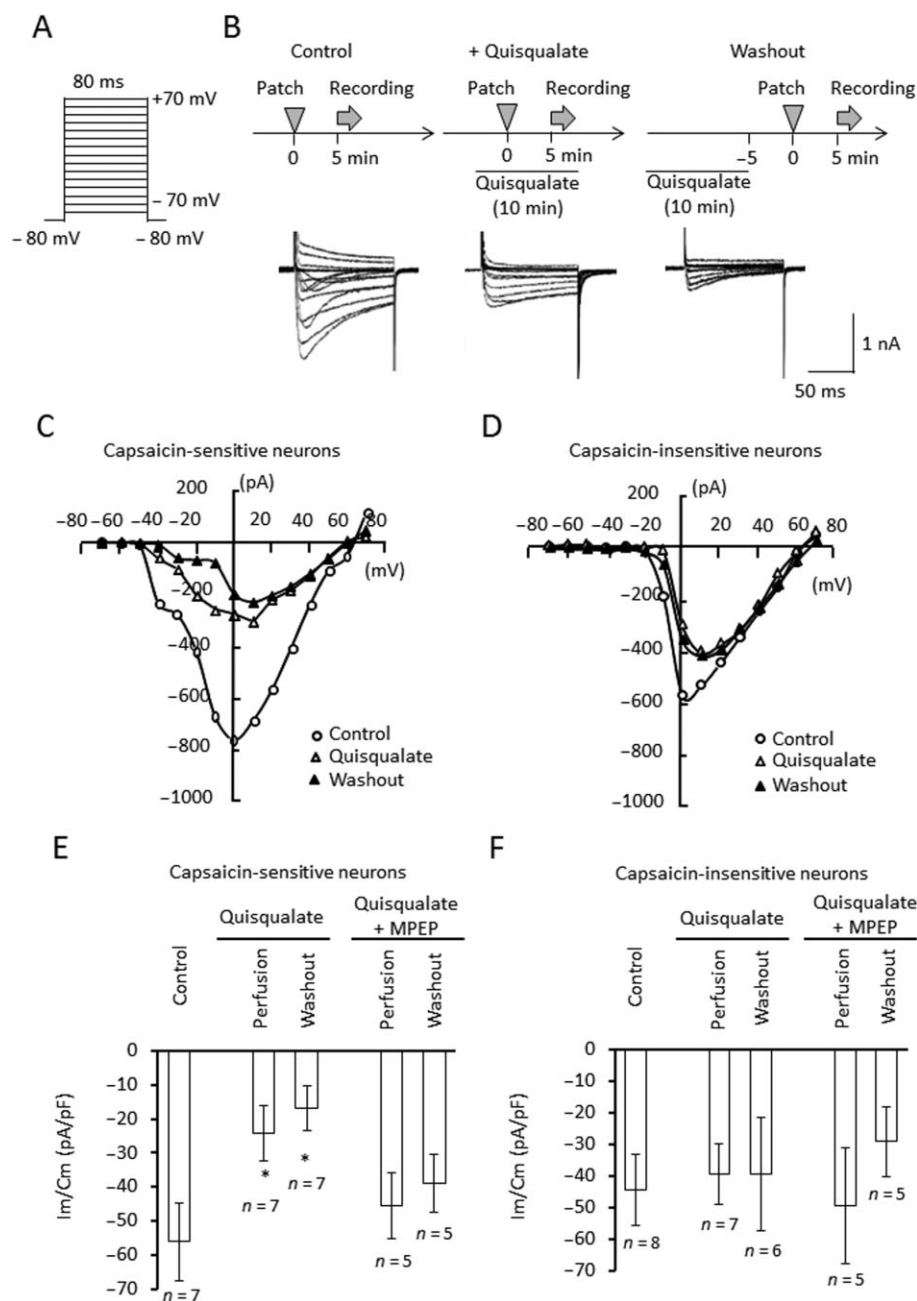 A
80 ms
+70 mV
– 70 mV
– 80 mV
– 80 mV
B
Control
+ Quisqualate
Washout
Patch
Recording
Patch
Recording
Patch
Recording
0
5 min
0
5 min
–5
0
5 min
Quisqualate
(10 min)
Quisqualate
(10 min)
1 nA
50 ms
C
Capsaicin-sensitive neurons
200
(pA)
–80
–60
–40
–20
20
40
60
80
(mV)
–200
–400
–600
–800
–1000
Control
Quisqualate
Washout
D
Capsaicin-insensitive neurons
200
(pA)
–80
–60
–40
–20
20
40
60
80
(mV)
–200
–400
–600
–800
–1000
Control
Quisqualate
Washout
E
Capsaicin-sensitive neurons
Quisqualate
Quisqualate
+ MPEP
Control
Perfusion
Washout
Perfusion
Washout
Im/Cm (pA/pF)
0
–10
–20
–30
–40
–50
–60
–70
*
*
n = 7
n = 7
n = 7
n = 5
n = 5
F
Capsaicin-insensitive neurons
Quisqualate
Quisqualate
+ MPEP
Control
Perfusion
Washout
Perfusion
Washout
Im/Cm (pA/pF)
0
–10
–20
–30
–40
–50
–60
–70
n = 8
n = 7
n = 6
n = 5
n = 5